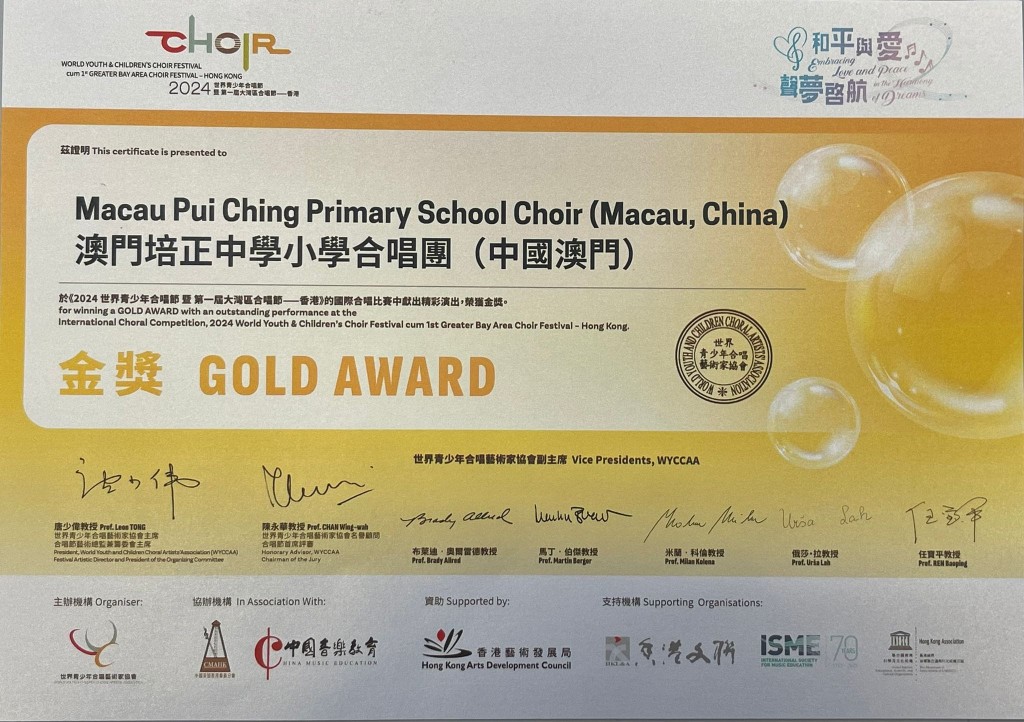 CHOIR
WORLD YOUTH & CHILDREN'S CHOIR FESTIVAL
cum 1st GREATER BAY AREA CHOIR FESTIVAL – HONG KONG
2024 世界青少年合唱節
暨 第一屆大灣區合唱節——香港
和平與愛
Embracing
Love and Peace
聲夢啓航
in the Harmony
of Dreams
茲證明 This certificate is presented to
Macau Pui Ching Primary School Choir (Macau, China)
澳門培正中學小學合唱團（中國澳門）
於《2024 世界青少年合唱節 暨 第一屆大灣區合唱節——香港》的國際合唱比賽中獻出精彩演出，榮獲金獎。
for winning a GOLD AWARD with an outstanding performance at the
International Choral Competition, 2024 World Youth & Children's Choir Festival cum 1st Greater Bay Area Choir Festival – Hong Kong.
金獎 GOLD AWARD
WORLD YOUTH AND CHILDREN CHORAL ARTISTS ASSOCIATION
世界
青少年合唱
藝術家協會
世界青少年合唱藝術家協會副主席 Vice Presidents, WYCCAA
唐少偉教授 Prof. Leon TONG
世界青少年合唱藝術家協會主席
合唱節藝術總監兼籌委會主席
President, World Youth and Children Choral Artists Association (WYCCAA)
Festival Artistic Director and President of the Organizing Committee
陳永華教授 Prof. CHAN Wing-wah
世界青少年合唱藝術家協會名譽顧問
合唱節首席評審
Honorary Advisor, WYCCAA
Chairman of the Jury
布萊迪．奧爾雷德教授
Prof. Brady Allred
馬丁．伯傑教授
Prof. Martin Berger
米蘭．科倫教授
Prof. Milan Kolena
俄莎．拉教授
Prof. Urša Lah
任寶平教授
Prof. REN Baoping
主辦機構 Organiser:
協辦機構 In Association With:
資助 Supported by:
支持機構 Supporting Organisations:
世界青少年合唱藝術家協會
CMAHK
中國音樂教育
CHINA MUSIC EDUCATION
香港藝術發展局
Hong Kong Arts Development Council
香港文聯
ISME 70
INTERNATIONAL SOCIETY
FOR MUSIC EDUCATION
Hong Kong Association